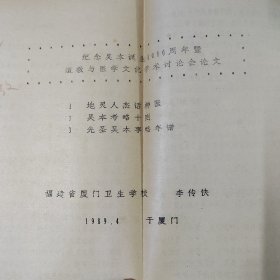 纪念吴本诞生1010周年暨
道教与医学文化学术讨论会论文
1 地灵人杰话神医
2 吴本考略十则
3 先圣吴本事略年谱
福建省厦门卫生学校 李传快
1989.4 于厦门